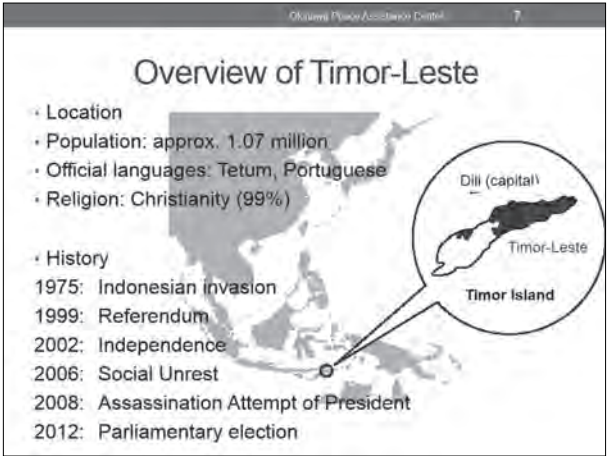 Okinawa Peace Assistance Center
7
Overview of Timor-Leste
· Location
· Population: approx. 1.07 million
· Official languages: Tetum, Portuguese
· Religion: Christianity (99%)
· History
1975: Indonesian invasion
1999: Referendum
2002: Independence
2006: Social Unrest
2008: Assassination Attempt of President
2012: Parliamentary election
Dili (capital)
Timor-Leste
Timor Island